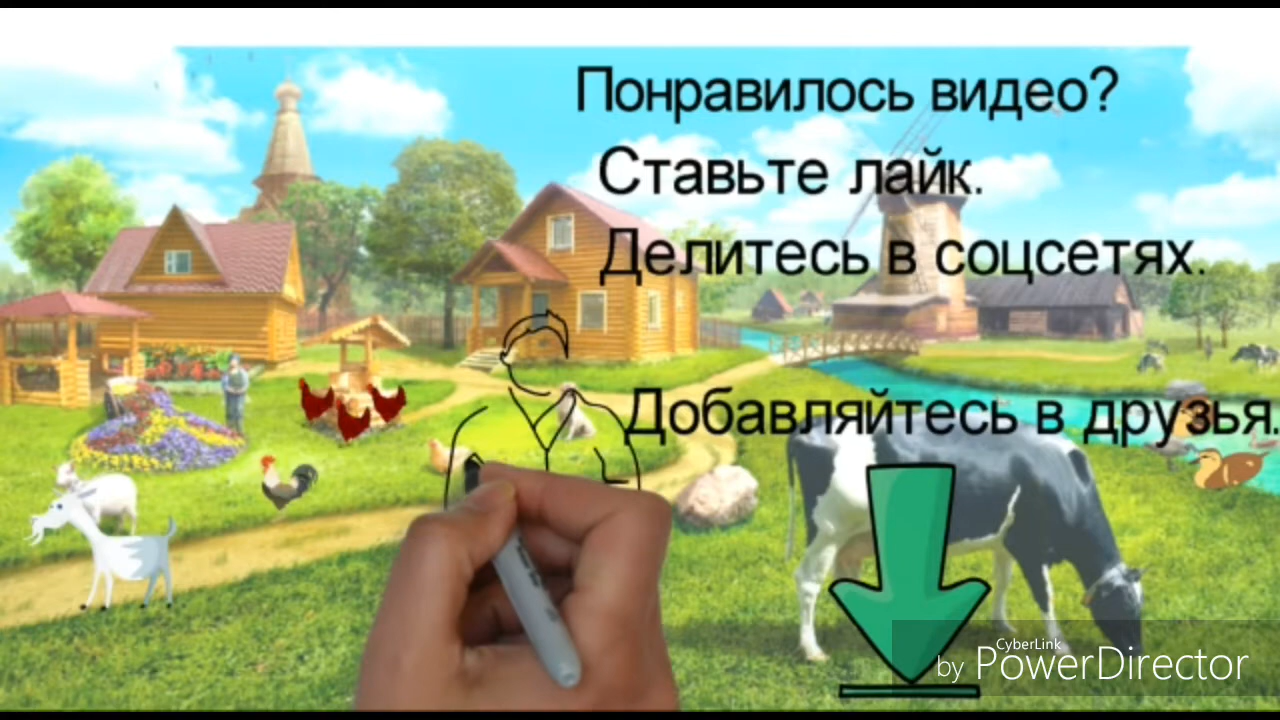 Понравилось видео?
Ставьте лайк.
Делитесь в соцсетях.
Добавляйтесь в друзья.
CyberLink
by PowerDirector